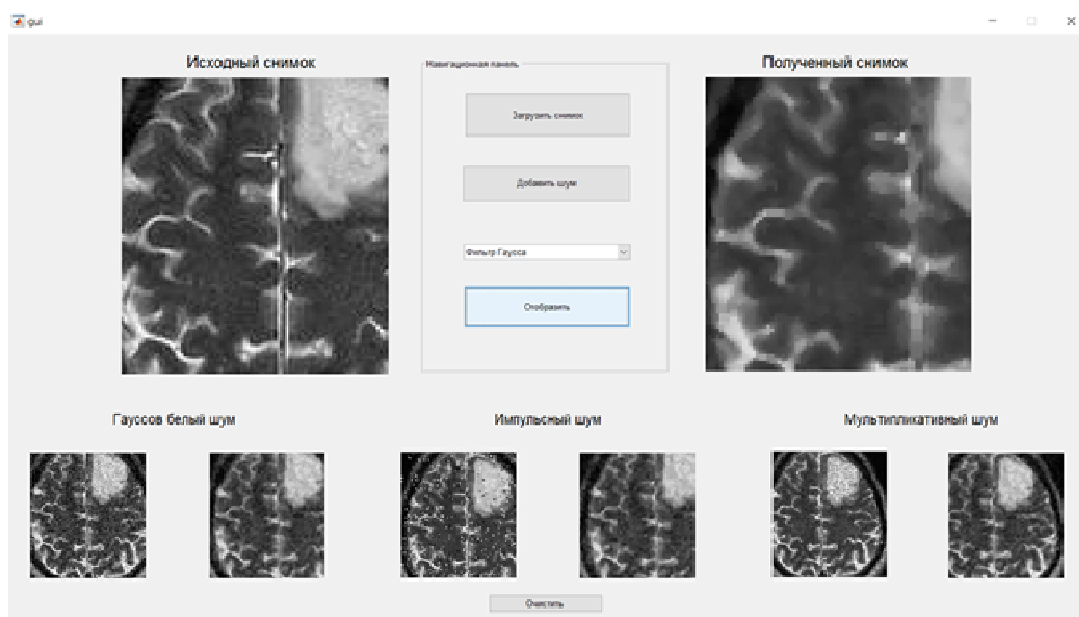 gui
Исходный снимок
Навигационная панель
Полученный снимок
Загрузить снимок
Добавить шум
Фильтр Гаусса
Отобразить
Гауссов белый шум
Импульсный шум
Мультипликативный шум
Очистить